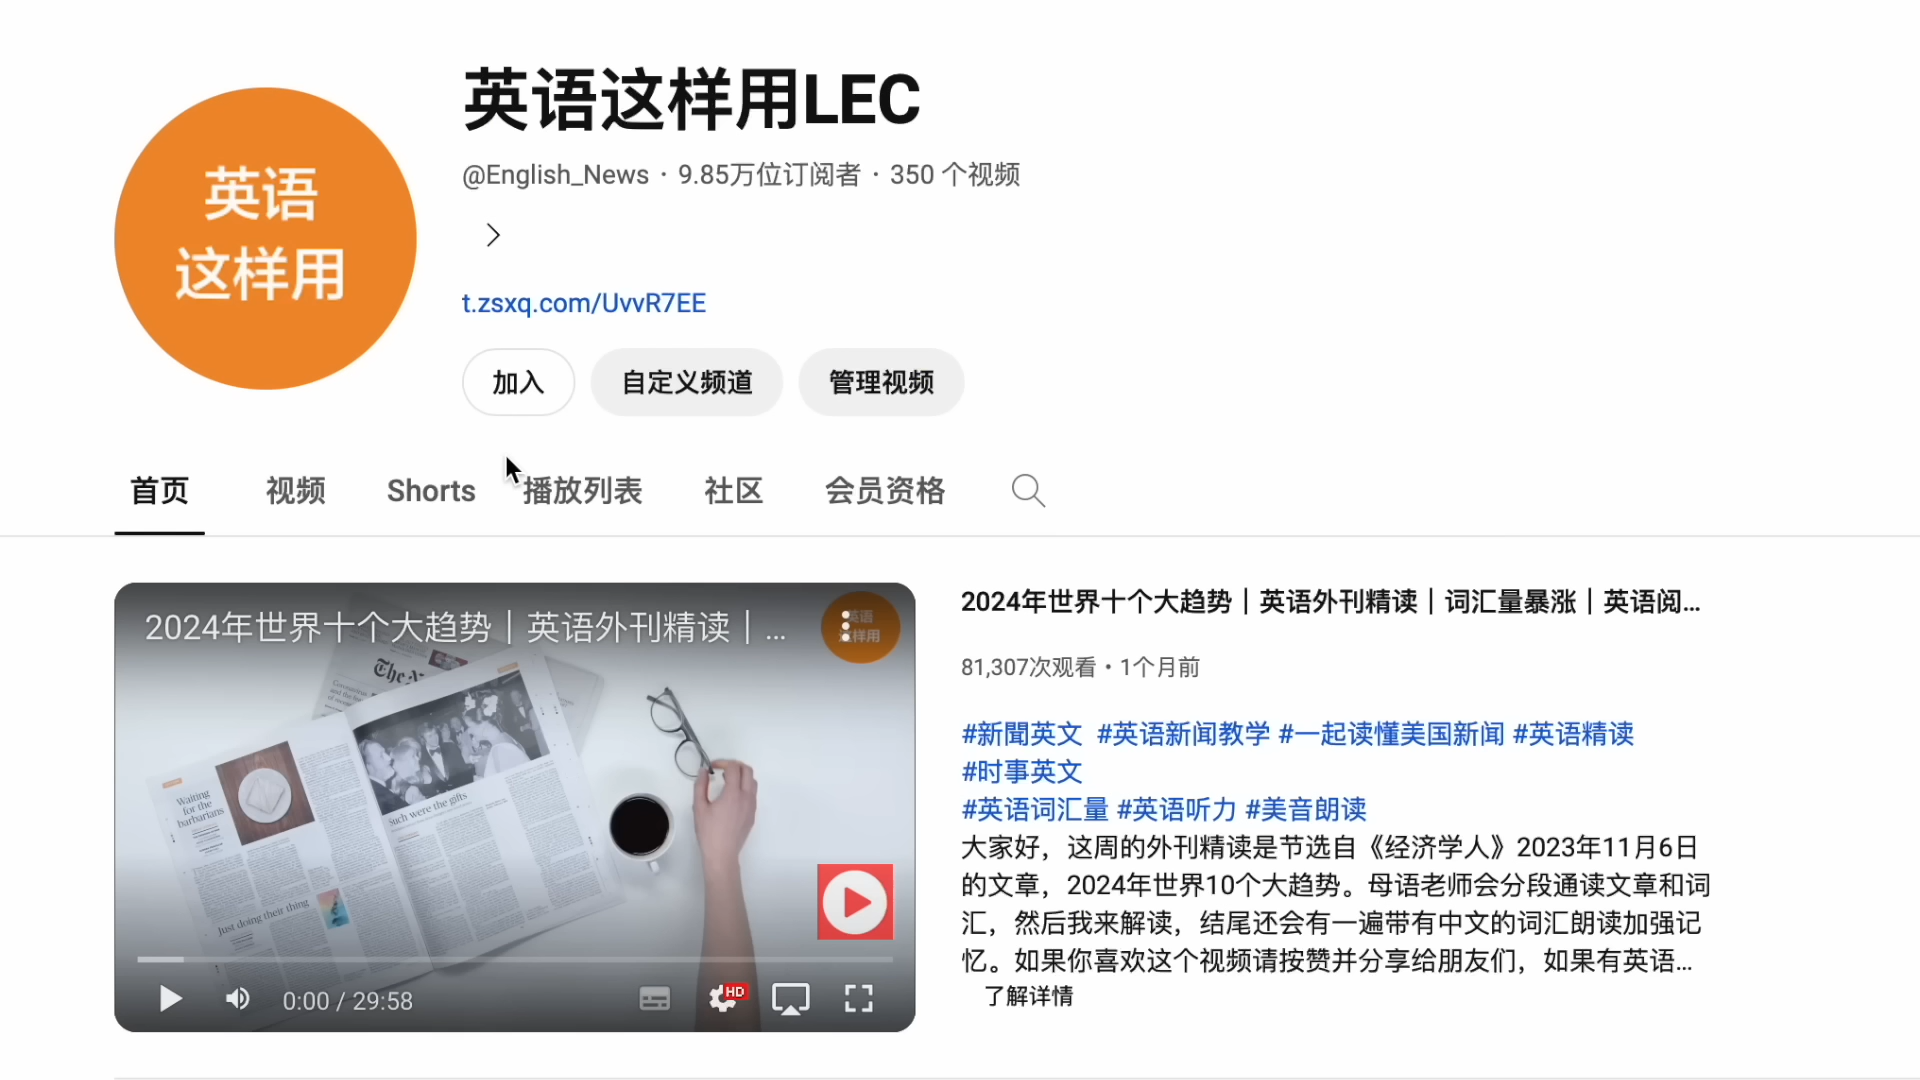 英语
这样用
英语这样用LEC
@English_News · 9.85万位订阅者 · 350 个视频
t.zsxq.com/UvvR7EE
加入
自定义频道
管理视频
首页
视频
Shorts
播放列表
社区
会员资格
2024年世界十个大趋势｜英语外刊精读｜...
Waiting
for the
barbarians
Such were the gifts
Just doing their thing
0:00 / 29:58
HD
2024年世界十个大趋势｜英语外刊精读｜词汇量暴涨｜英语阅...
81,307次观看 • 1个月前
#新聞英文 #英语新闻教学 #一起读懂美国新闻 #英语精读
#时事英文
#英语词汇量 #英语听力 #美音朗读
大家好，这周的外刊精读是节选自《经济学人》2023年11月6日
的文章，2024年世界10个大趋势。母语老师会分段通读文章和词
汇，然后我来解读，结尾还会有一遍带有中文的词汇朗读加强记
忆。如果你喜欢这个视频请按赞并分享给朋友们，如果有英语...
了解详情